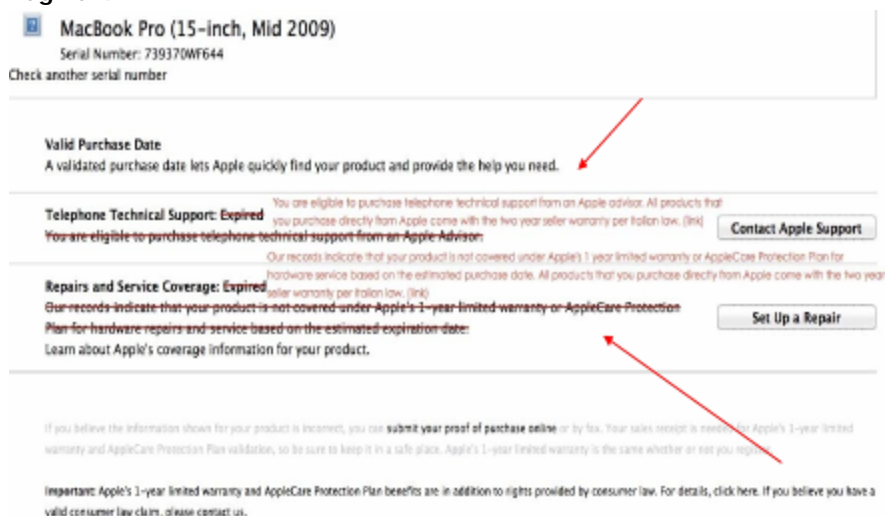 MacBook Pro (15-inch, Mid 2009)
Serial Number: 739370WF644
Check another serial number
Valid Purchase Date
A validated purchase date lets Apple quickly find your product and provide the help you need.
Telephone Technical Support: Expired
You are eligible to purchase telephone technical support from an Apple advisor. All products that
you purchase directly from Apple come with the two year seller warranty per Italian law. (link)
You are eligible to purchase telephone technical support from an Apple Advisor.
Contact Apple Support
Our records indicate that your product is not covered under Apple's 1 year limited warranty or AppleCare Protection Plan for
hardware service based on the estimated purchase date. All products that you purchase directly from Apple come with the two year
seller warranty per Italian law. (link)
Repairs and Service Coverage: Expired
Our records indicate that your product is not covered under Apple's 1-year limited warranty or AppleCare Protection
Plan for hardware repairs and service based on the estimated expiration date.
Learn about Apple's coverage information for your product.
Set Up a Repair
If you believe the information shown for your product is incorrect, you can submit your proof of purchase online or by fax. Your sales receipt is needed for Apple's 1-year limited
warranty and AppleCare Protection Plan validation, so be sure to keep it in a safe place. Apple's 1-year limited warranty is the same whether or not you register.
Important: Apple's 1-year limited warranty and AppleCare Protection Plan benefits are in addition to rights provided by consumer law. For details, click here. If you believe you have a
valid consumer law claim, please contact us.